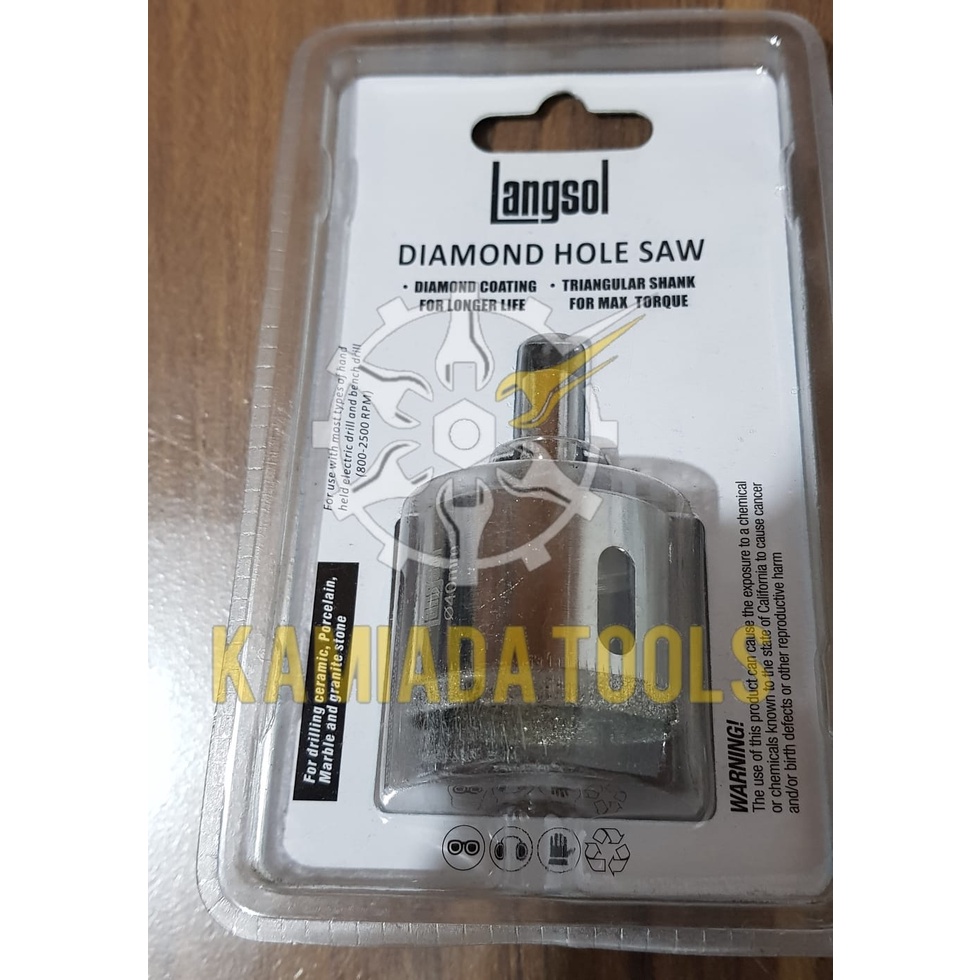 Langsol
DIAMOND HOLE SAW
• DIAMOND COATING
FOR LONGER LIFE
• TRIANGULAR SHANK
FOR MAX TORQUE
For use with most types of hand
held electric drill and bench drill
(800-2500 RPM)
Ø40mm
KAMIADA TOOLS
For drilling ceramic, Porcelain,
Marble and granite stone
WARNING!
The use of this product can cause the exposure to a chemical
or chemicals known to the state of California to cause cancer
and/or birth defects or other reproductive harm